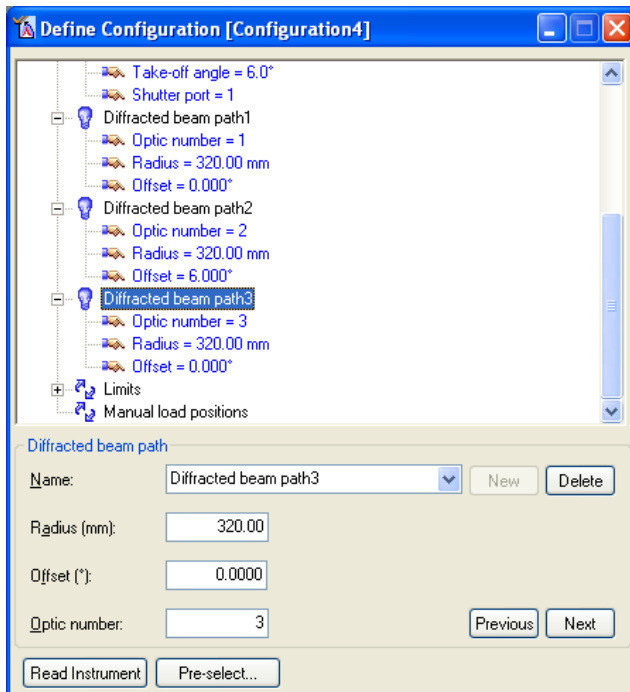 Define Configuration [Configuration4]
Take-off angle = 6.0°
Shutter port = 1
Diffracted beam path1
Optic number = 1
Radius = 320.00 mm
Offset = 0.000°
Diffracted beam path2
Optic number = 2
Radius = 320.00 mm
Offset = 6.000°
Diffracted beam path3
Optic number = 3
Radius = 320.00 mm
Offset = 0.000°
Limits
Manual load positions
Diffracted beam path
Name: Diffracted beam path3 New Delete
Radius (mm): 320.00
Offset (°): 0.0000
Optic number: 3 Previous Next
Read Instrument Pre-select...